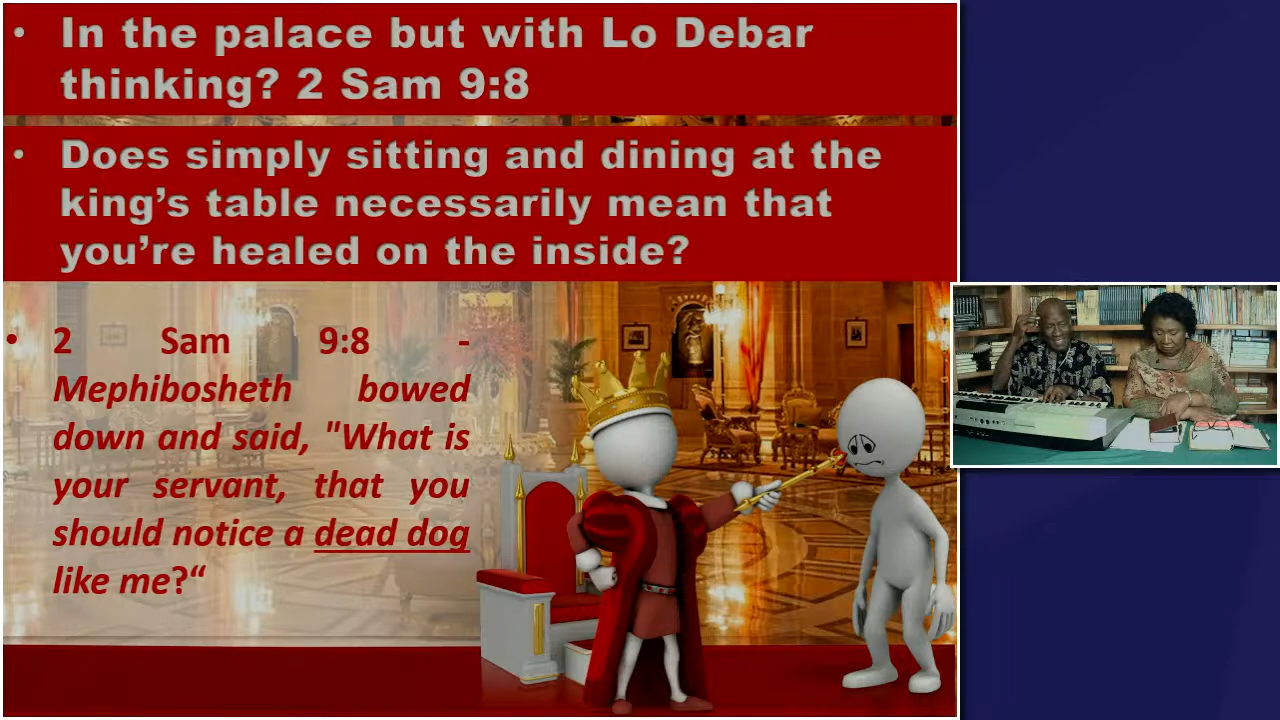 • In the palace but with Lo Debar
thinking? 2 Sam 9:8
• Does simply sitting and dining at the
king’s table necessarily mean that
you’re healed on the inside?
• 2 Sam 9:8 -
Mephibosheth bowed
down and said, "What is
your servant, that you
should notice a dead dog
like me?“